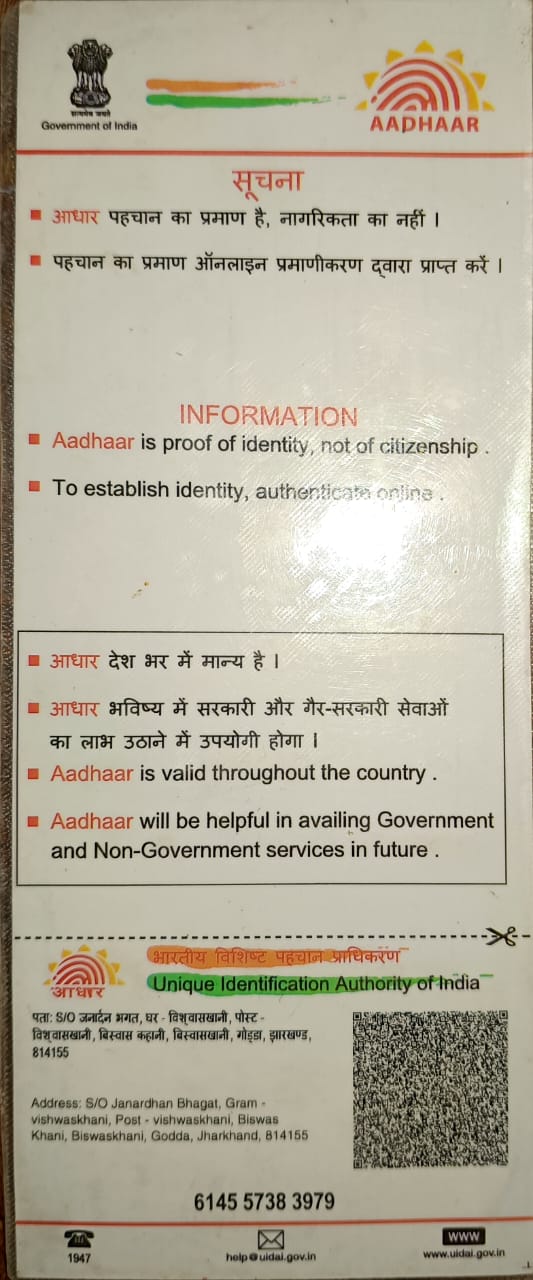 सत्यमेव जयते
Government of India
AADHAAR
सूचना
आधार पहचान का प्रमाण है, नागरिकता का नहीं ।
पहचान का प्रमाण ऑनलाइन प्रमाणीकरण द्वारा प्राप्त करें ।
INFORMATION
Aadhaar is proof of identity, not of citizenship .
To establish identity, authenticate online .
आधार देश भर में मान्य है ।
आधार भविष्य में सरकारी और गैर-सरकारी सेवाओं
का लाभ उठाने में उपयोगी होगा ।
Aadhaar is valid throughout the country .
Aadhaar will be helpful in availing Government
and Non-Government services in future .
भारतीय विशिष्ट पहचान प्राधिकरण
आधार
Unique Identification Authority of India
पता: S/O जनार्दन भगत, घर - विश्वासखानी, पोस्ट -
विश्वासखानी, बिस्वास कहानी, बिस्वासखानी, गोड्डा, झारखण्ड,
814155
Address: S/O Janardhan Bhagat, Gram -
vishwaskhani, Post - vishwaskhani, Biswas
Khani, Biswaskhani, Godda, Jharkhand, 814155
6145 5738 3979
1947
help@uidai.gov.in
www
www.uidai.gov.in